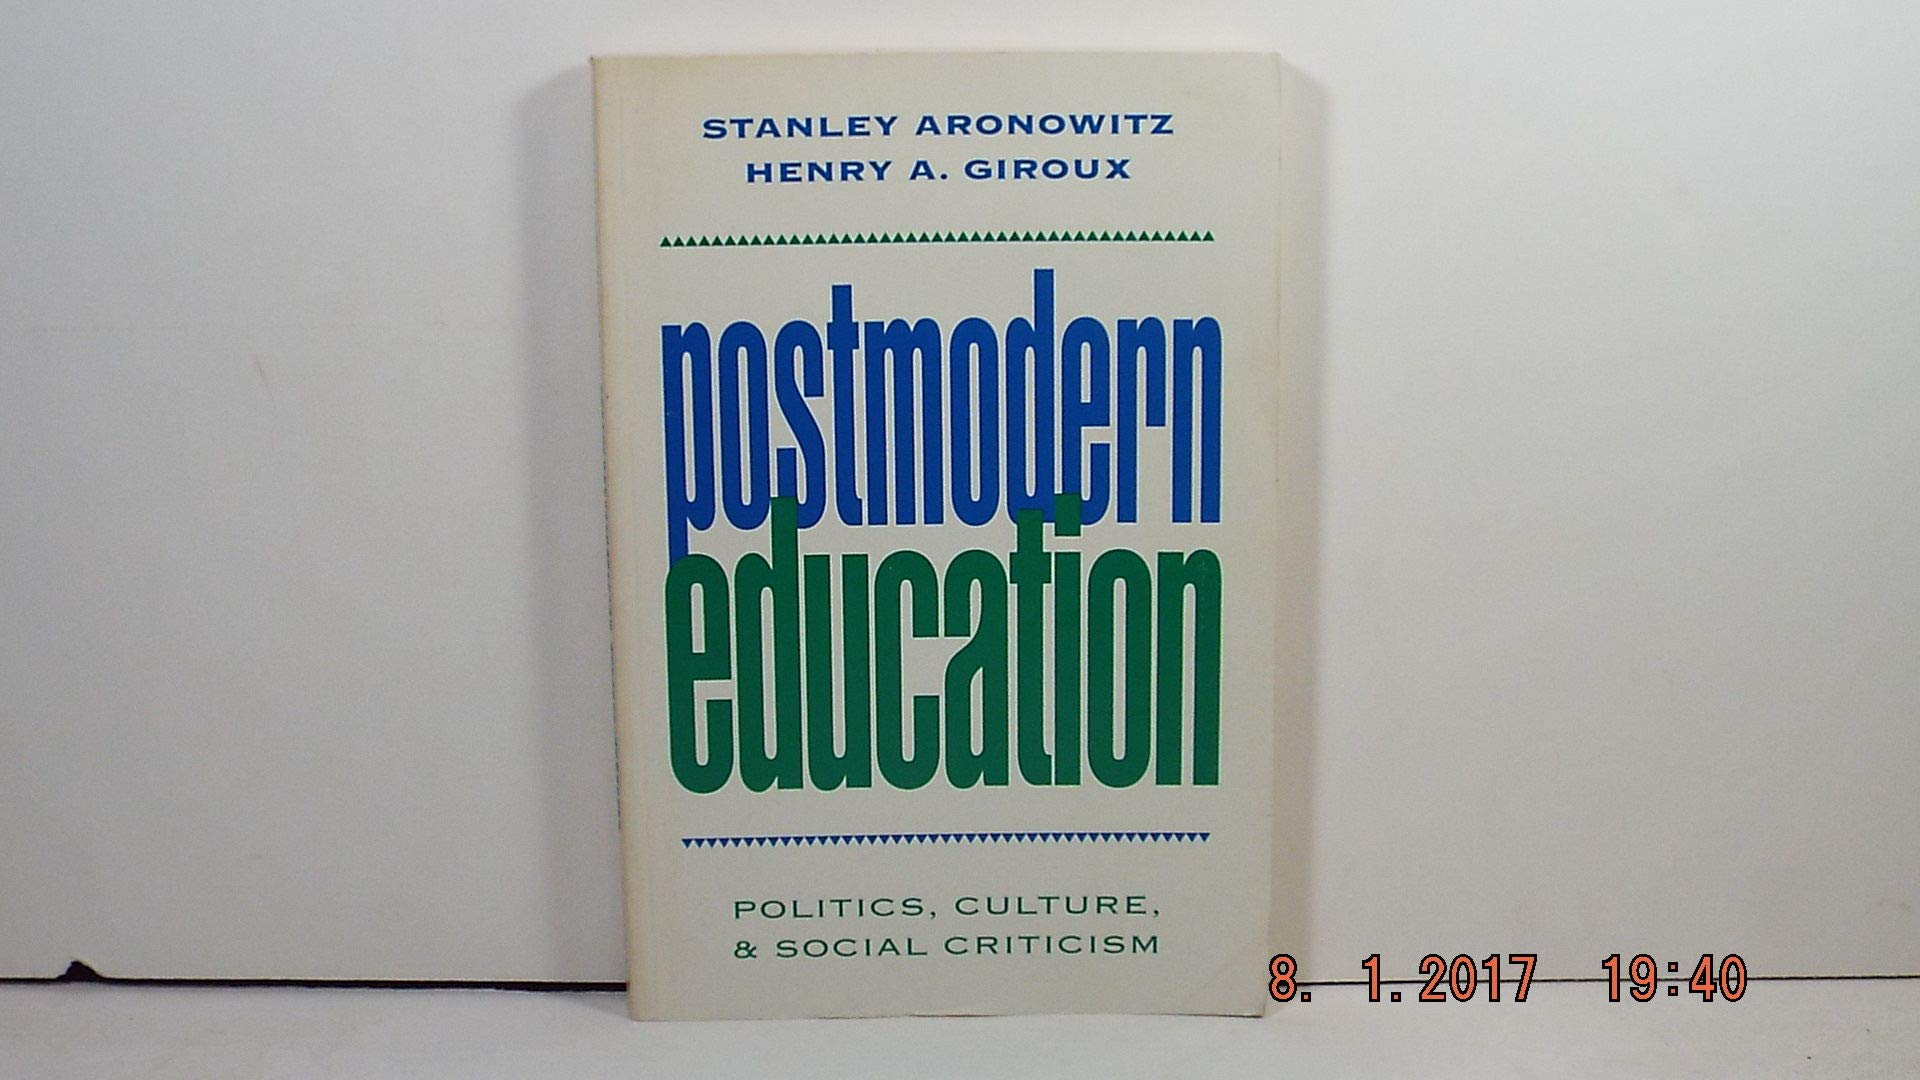 STANLEY ARONOWITZ
HENRY A. GIROUX
postmodern
education
POLITICS, CULTURE,
& SOCIAL CRITICISM
8. 1.2017 19:40